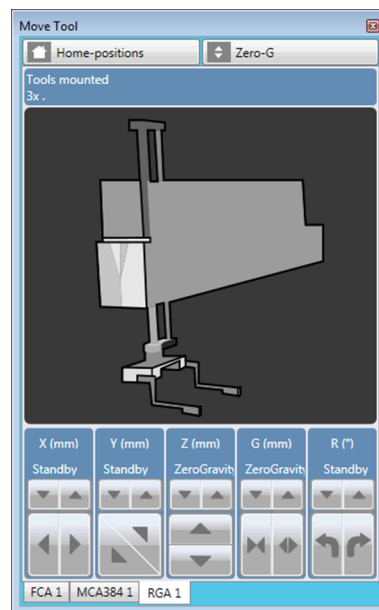 Move Tool
Home-positions Zero-G
Tools mounted
3x .
X (mm) Y (mm) Z (mm) G (mm) R (°)
Standby Standby ZeroGravity ZeroGravity Standby
FCA 1 MCA384 1 RGA 1